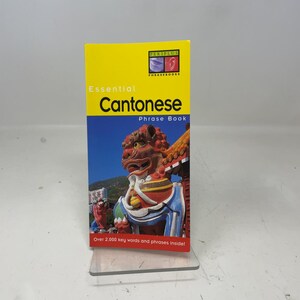 PERIPLUS
Essential
Cantonese
Phrase Book
Over 2,000 key words and phrases inside!